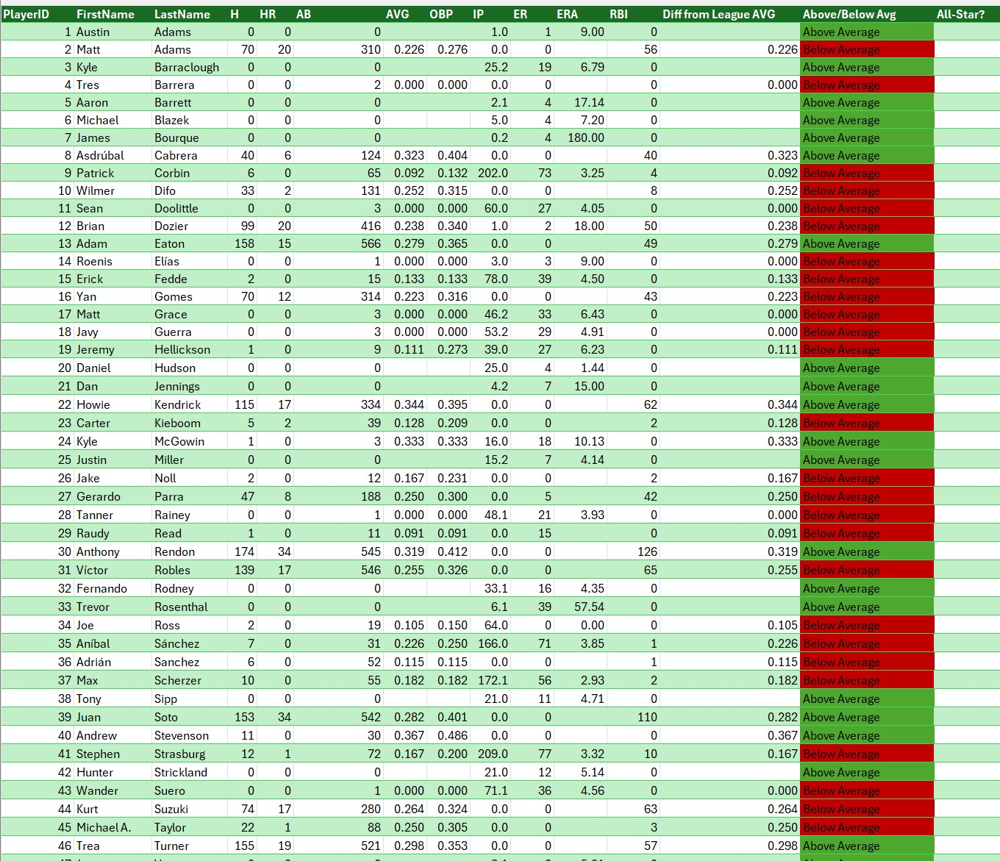 PlayerID FirstName LastName H HR AB AVG OBP IP ER ERA RBI Diff from League AVG Above/Below Avg All-Star?
1 Austin Adams 0 0 0 1.0 1 9.00 0 Above Average
2 Matt Adams 70 20 310 0.226 0.276 0.0 0 56 0.226 Below Average
3 Kyle Barraclough 0 0 0 25.2 19 6.79 0 Above Average
4 Tres Barrera 0 0 2 0.000 0.000 0.0 0 0 0.000 Below Average
5 Aaron Barrett 0 0 0 2.1 4 17.14 0 Above Average
6 Michael Blazek 0 0 0 5.0 4 7.20 0 Above Average
7 James Bourque 0 0 0 0.2 4 180.00 0 Above Average
8 Asdrúbal Cabrera 40 6 124 0.323 0.404 0.0 0 40 0.323 Above Average
9 Patrick Corbin 6 0 65 0.092 0.132 202.0 73 3.25 4 0.092 Below Average
10 Wilmer Difo 33 2 131 0.252 0.315 0.0 0 8 0.252 Below Average
11 Sean Doolittle 0 0 3 0.000 0.000 60.0 27 4.05 0 0.000 Below Average
12 Brian Dozier 99 20 416 0.238 0.340 1.0 2 18.00 50 0.238 Below Average
13 Adam Eaton 158 15 566 0.279 0.365 0.0 0 49 0.279 Above Average
14 Roenis Elías 0 0 1 0.000 0.000 3.0 3 9.00 0 0.000 Below Average
15 Erick Fedde 2 0 15 0.133 0.133 78.0 39 4.50 0 0.133 Below Average
16 Yan Gomes 70 12 314 0.223 0.316 0.0 0 43 0.223 Below Average
17 Matt Grace 0 0 3 0.000 0.000 46.2 33 6.43 0 0.000 Below Average
18 Javy Guerra 0 0 3 0.000 0.000 53.2 29 4.91 0 0.000 Below Average
19 Jeremy Hellickson 1 0 9 0.111 0.273 39.0 27 6.23 0 0.111 Below Average
20 Daniel Hudson 0 0 0 25.0 4 1.44 0 Above Average
21 Dan Jennings 0 0 0 4.2 7 15.00 0 Above Average
22 Howie Kendrick 115 17 334 0.344 0.395 0.0 0 62 0.344 Above Average
23 Carter Kieboom 5 2 39 0.128 0.209 0.0 0 2 0.128 Below Average
24 Kyle McGowin 1 0 3 0.333 0.333 16.0 18 10.13 0 0.333 Above Average
25 Justin Miller 0 0 0 15.2 7 4.14 0 Above Average
26 Jake Noll 2 0 12 0.167 0.231 0.0 0 2 0.167 Below Average
27 Gerardo Parra 47 8 188 0.250 0.300 0.0 5 42 0.250 Below Average
28 Tanner Rainey 0 0 1 0.000 0.000 48.1 21 3.93 0 0.000 Below Average
29 Raudy Read 1 0 11 0.091 0.091 0.0 15 0 0.091 Below Average
30 Anthony Rendon 174 34 545 0.319 0.412 0.0 0 126 0.319 Above Average
31 Víctor Robles 139 17 546 0.255 0.326 0.0 0 65 0.255 Below Average
32 Fernando Rodney 0 0 0 33.1 16 4.35 0 Above Average
33 Trevor Rosenthal 0 0 0 6.1 39 57.54 0 Above Average
34 Joe Ross 2 0 19 0.105 0.150 64.0 0 0.00 0 0.105 Below Average
35 Aníbal Sánchez 7 0 31 0.226 0.250 166.0 71 3.85 1 0.226 Below Average
36 Adrián Sanchez 6 0 52 0.115 0.115 0.0 0 1 0.115 Below Average
37 Max Scherzer 10 0 55 0.182 0.182 172.1 56 2.93 2 0.182 Below Average
38 Tony Sipp 0 0 0 21.0 11 4.71 0 Above Average
39 Juan Soto 153 34 542 0.282 0.401 0.0 0 110 0.282 Above Average
40 Andrew Stevenson 11 0 30 0.367 0.486 0.0 0 0 0.367 Above Average
41 Stephen Strasburg 12 1 72 0.167 0.200 209.0 77 3.32 10 0.167 Below Average
42 Hunter Strickland 0 0 0 21.0 12 5.14 0 Above Average
43 Wander Suero 0 0 1 0.000 0.000 71.1 36 4.56 0 0.000 Below Average
44 Kurt Suzuki 74 17 280 0.264 0.324 0.0 0 63 0.264 Below Average
45 Michael A. Taylor 22 1 88 0.250 0.305 0.0 0 3 0.250 Below Average
46 Trea Turner 155 19 521 0.298 0.353 0.0 0 57 0.298 Above Average